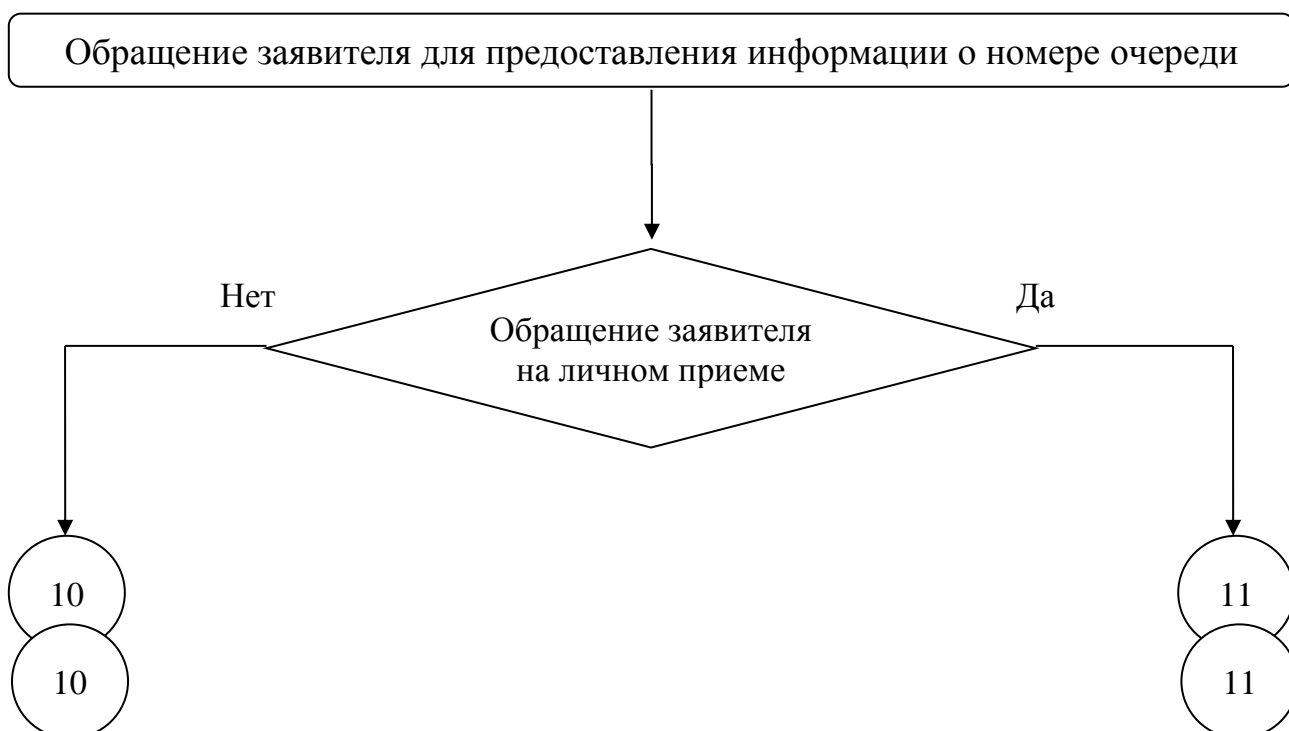 Обращение заявителя для предоставления информации о номере очереди
Нет
Да
Обращение заявителя
на личном приеме
10
11
10
11